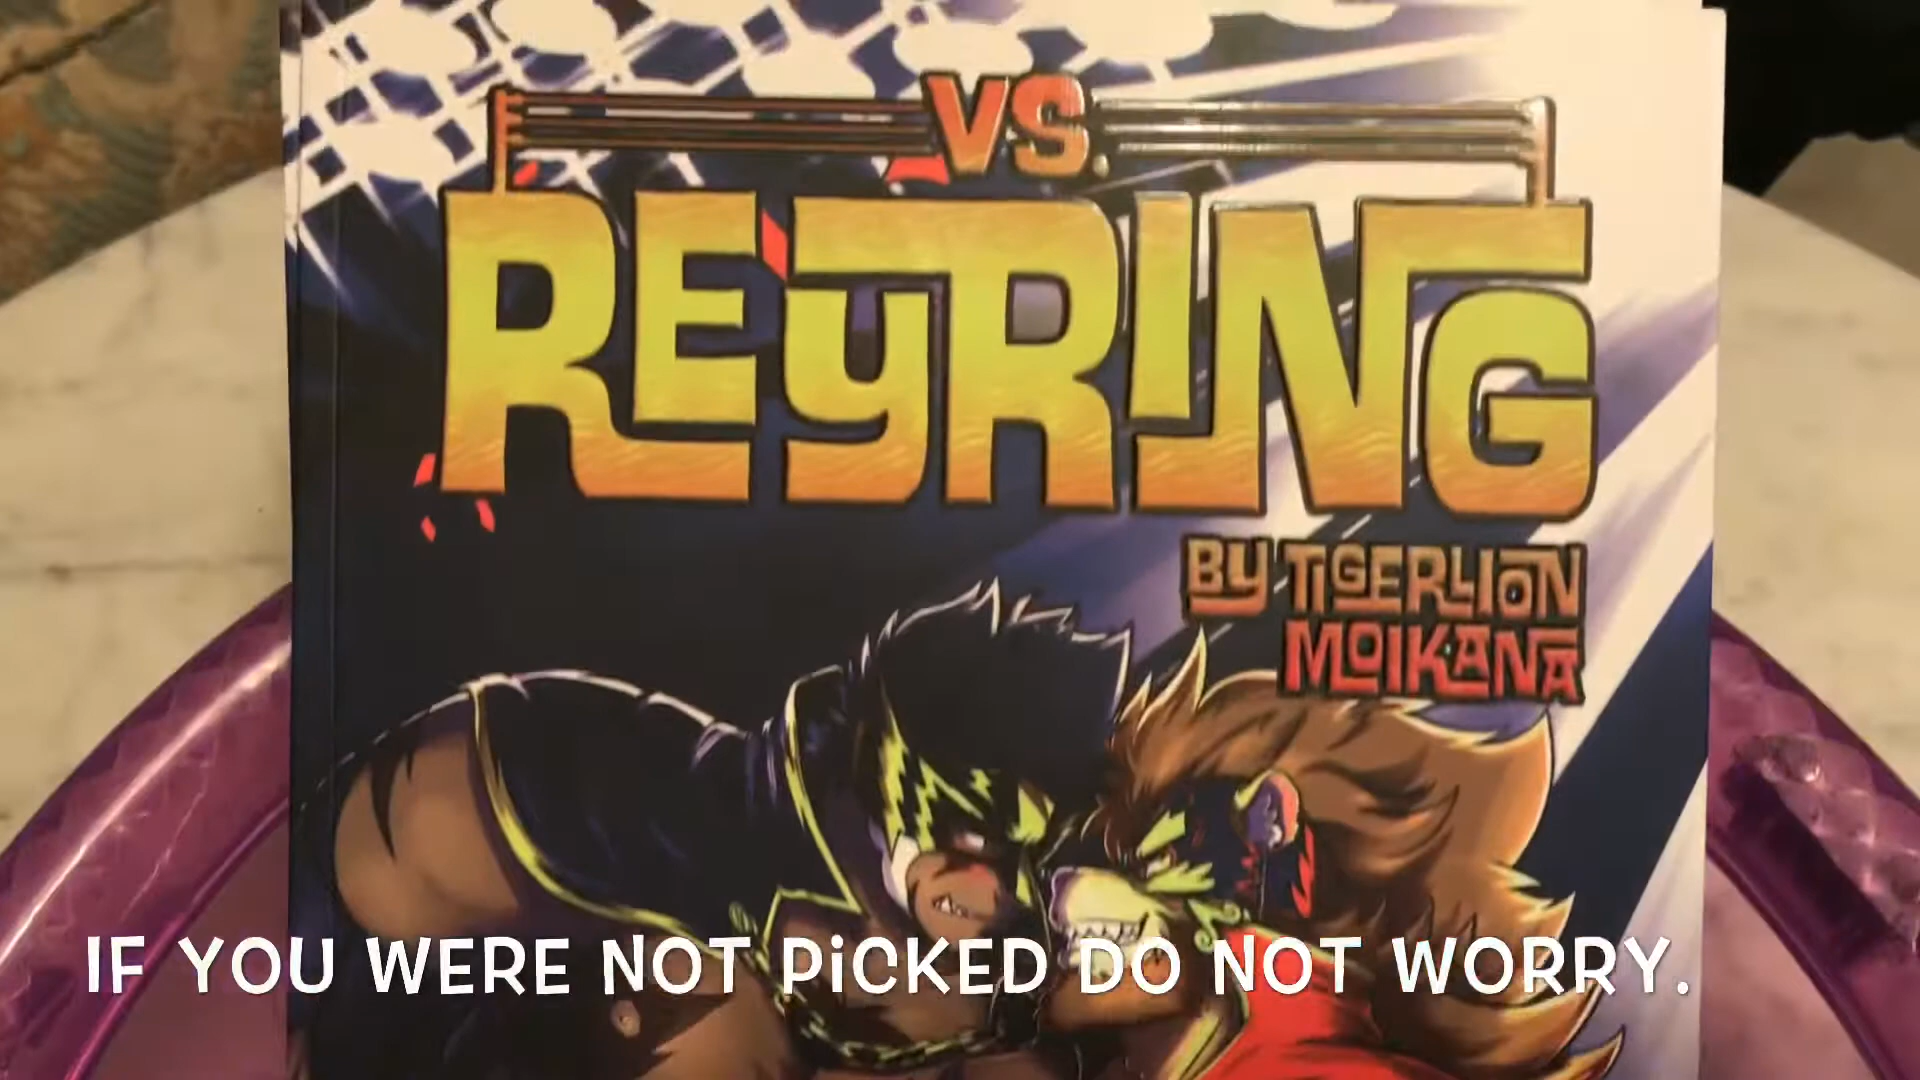 VS.
REYRING
BY TIGERLION
MOIKANA
IF YOU WERE NOT PICKED DO NOT WORRY.